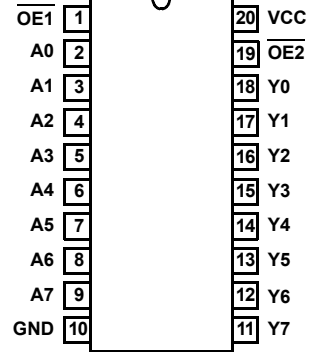 O̅E̅1̅ 1 20 VCC
A0 2 19 O̅E̅2̅
A1 3 18 Y0
A2 4 17 Y1
A3 5 16 Y2
A4 6 15 Y3
A5 7 14 Y4
A6 8 13 Y5
A7 9 12 Y6
GND 10 11 Y7